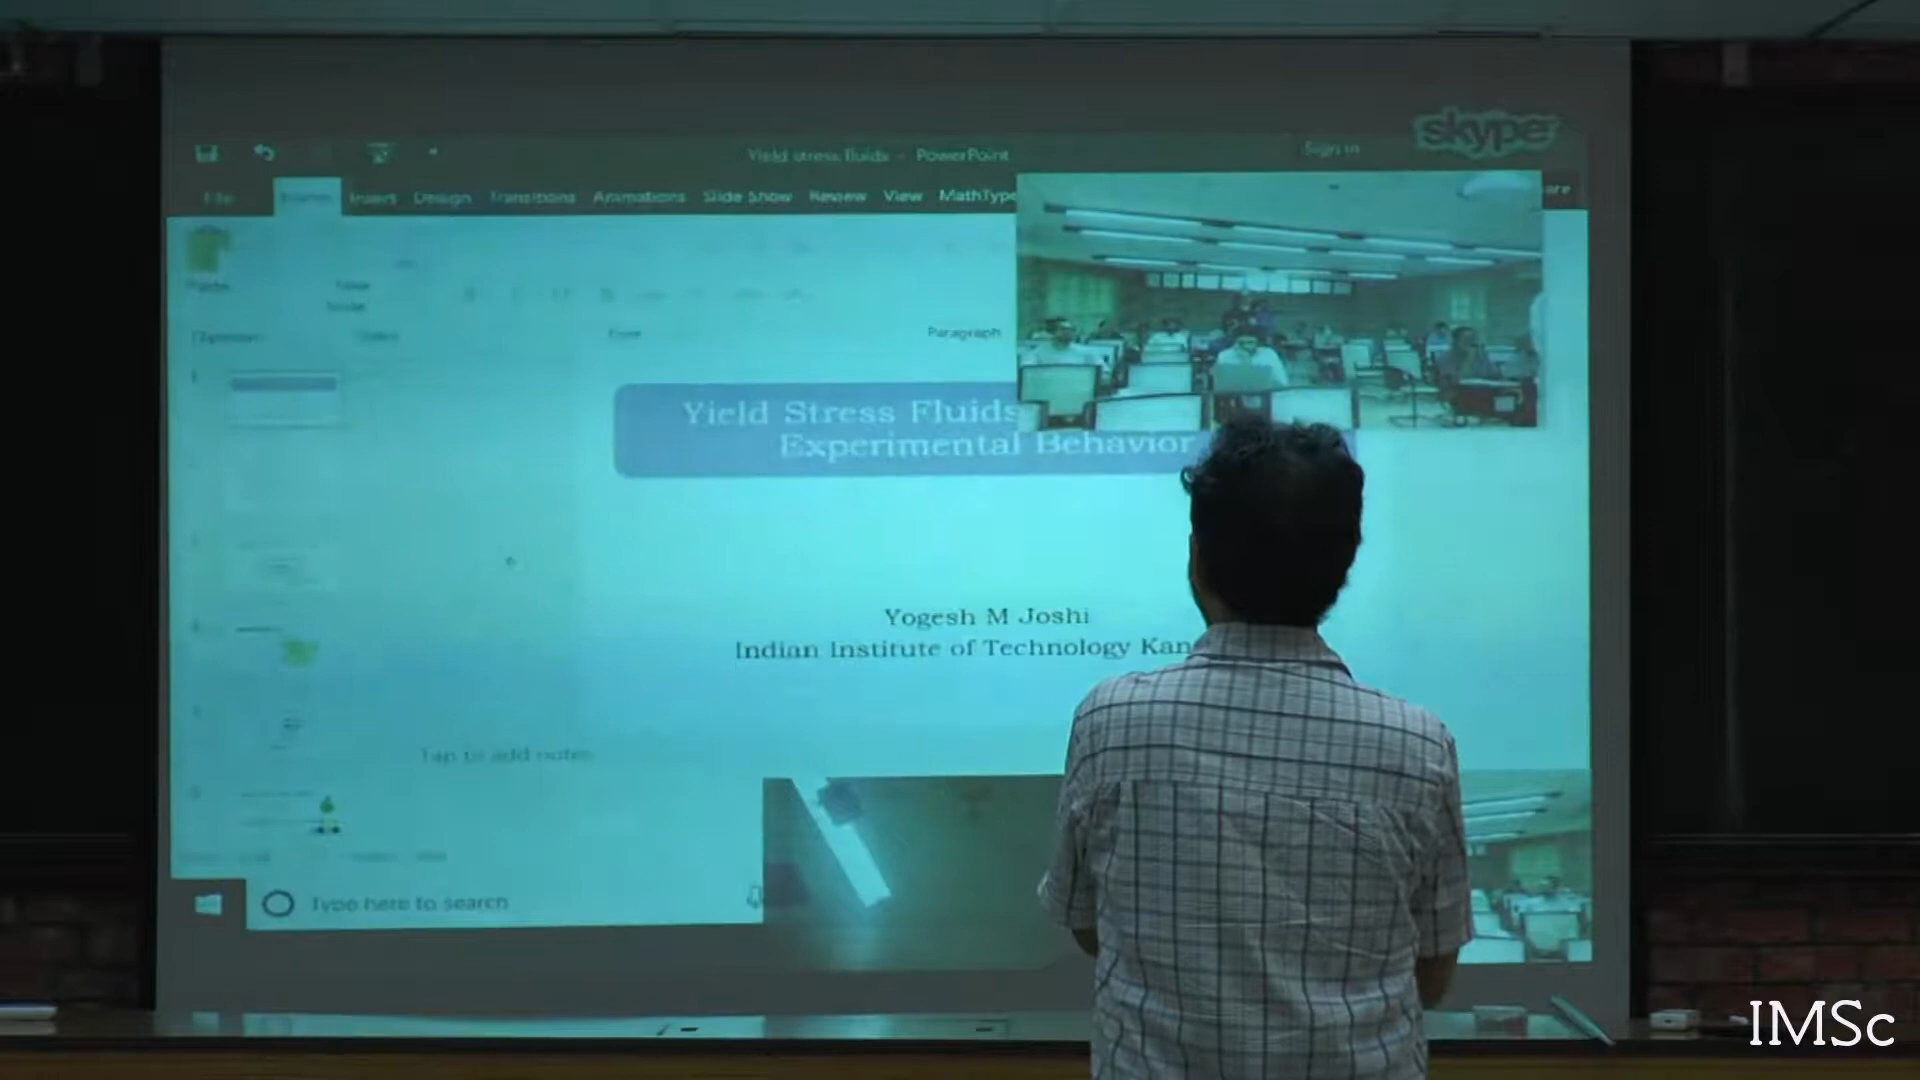 skype
Yield stress fluids - PowerPoint
Sign in
File
Insert Design Transitions Animations Slide Show Review View MathType
are
Paragraph
Yield Stress Fluids
Experimental Behavior
Yogesh M Joshi
Indian Institute of Technology Kan
Tap to add notes
Type here to search
IMSc